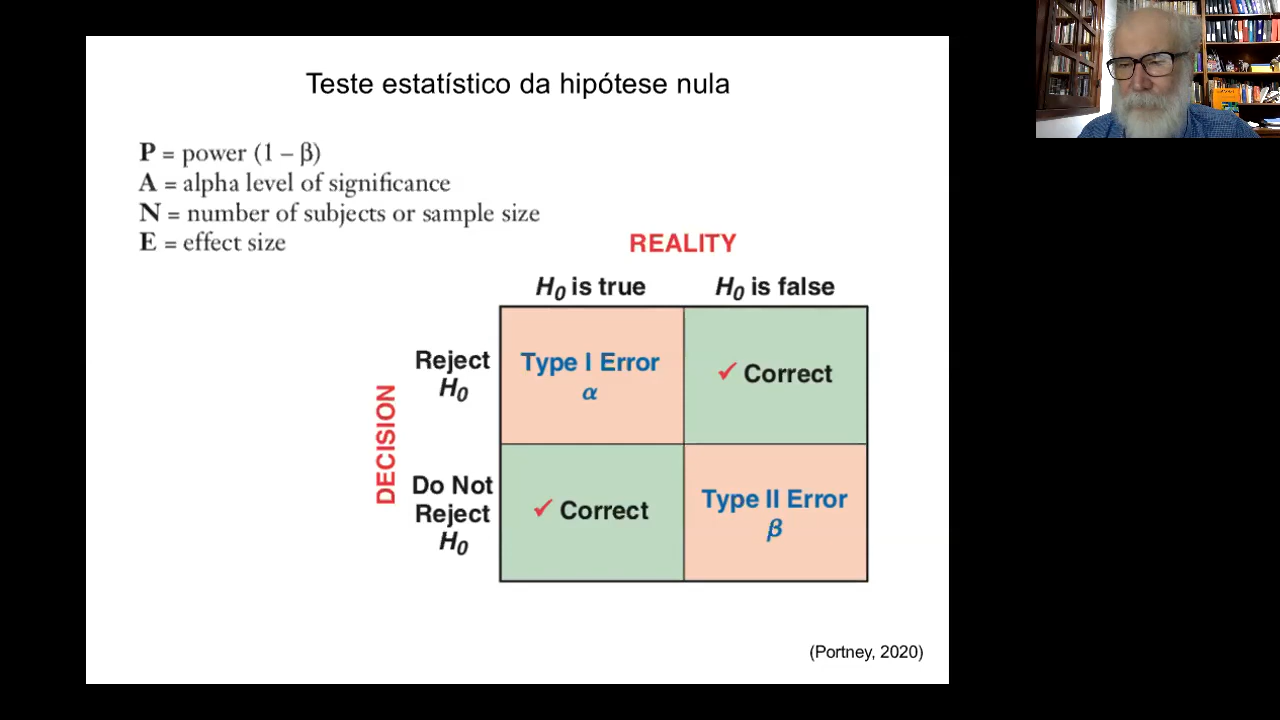 Teste estatístico da hipótese nula
P = power (1 – β)
A = alpha level of significance
N = number of subjects or sample size
E = effect size
REALITY
H0 is true
H0 is false
DECISION
Reject
H0
Type I Error
α
✓ Correct
Do Not
Reject
H0
✓ Correct
Type II Error
β
(Portney, 2020)